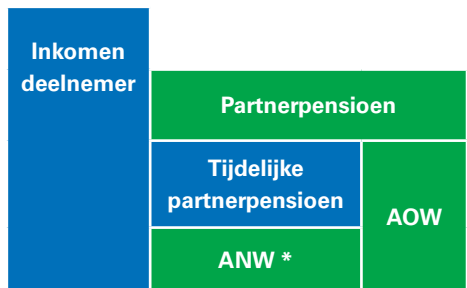 Inkomen
deelnemer
Partnerpensioen
Tijdelijke
partnerpensioen
AOW
ANW *